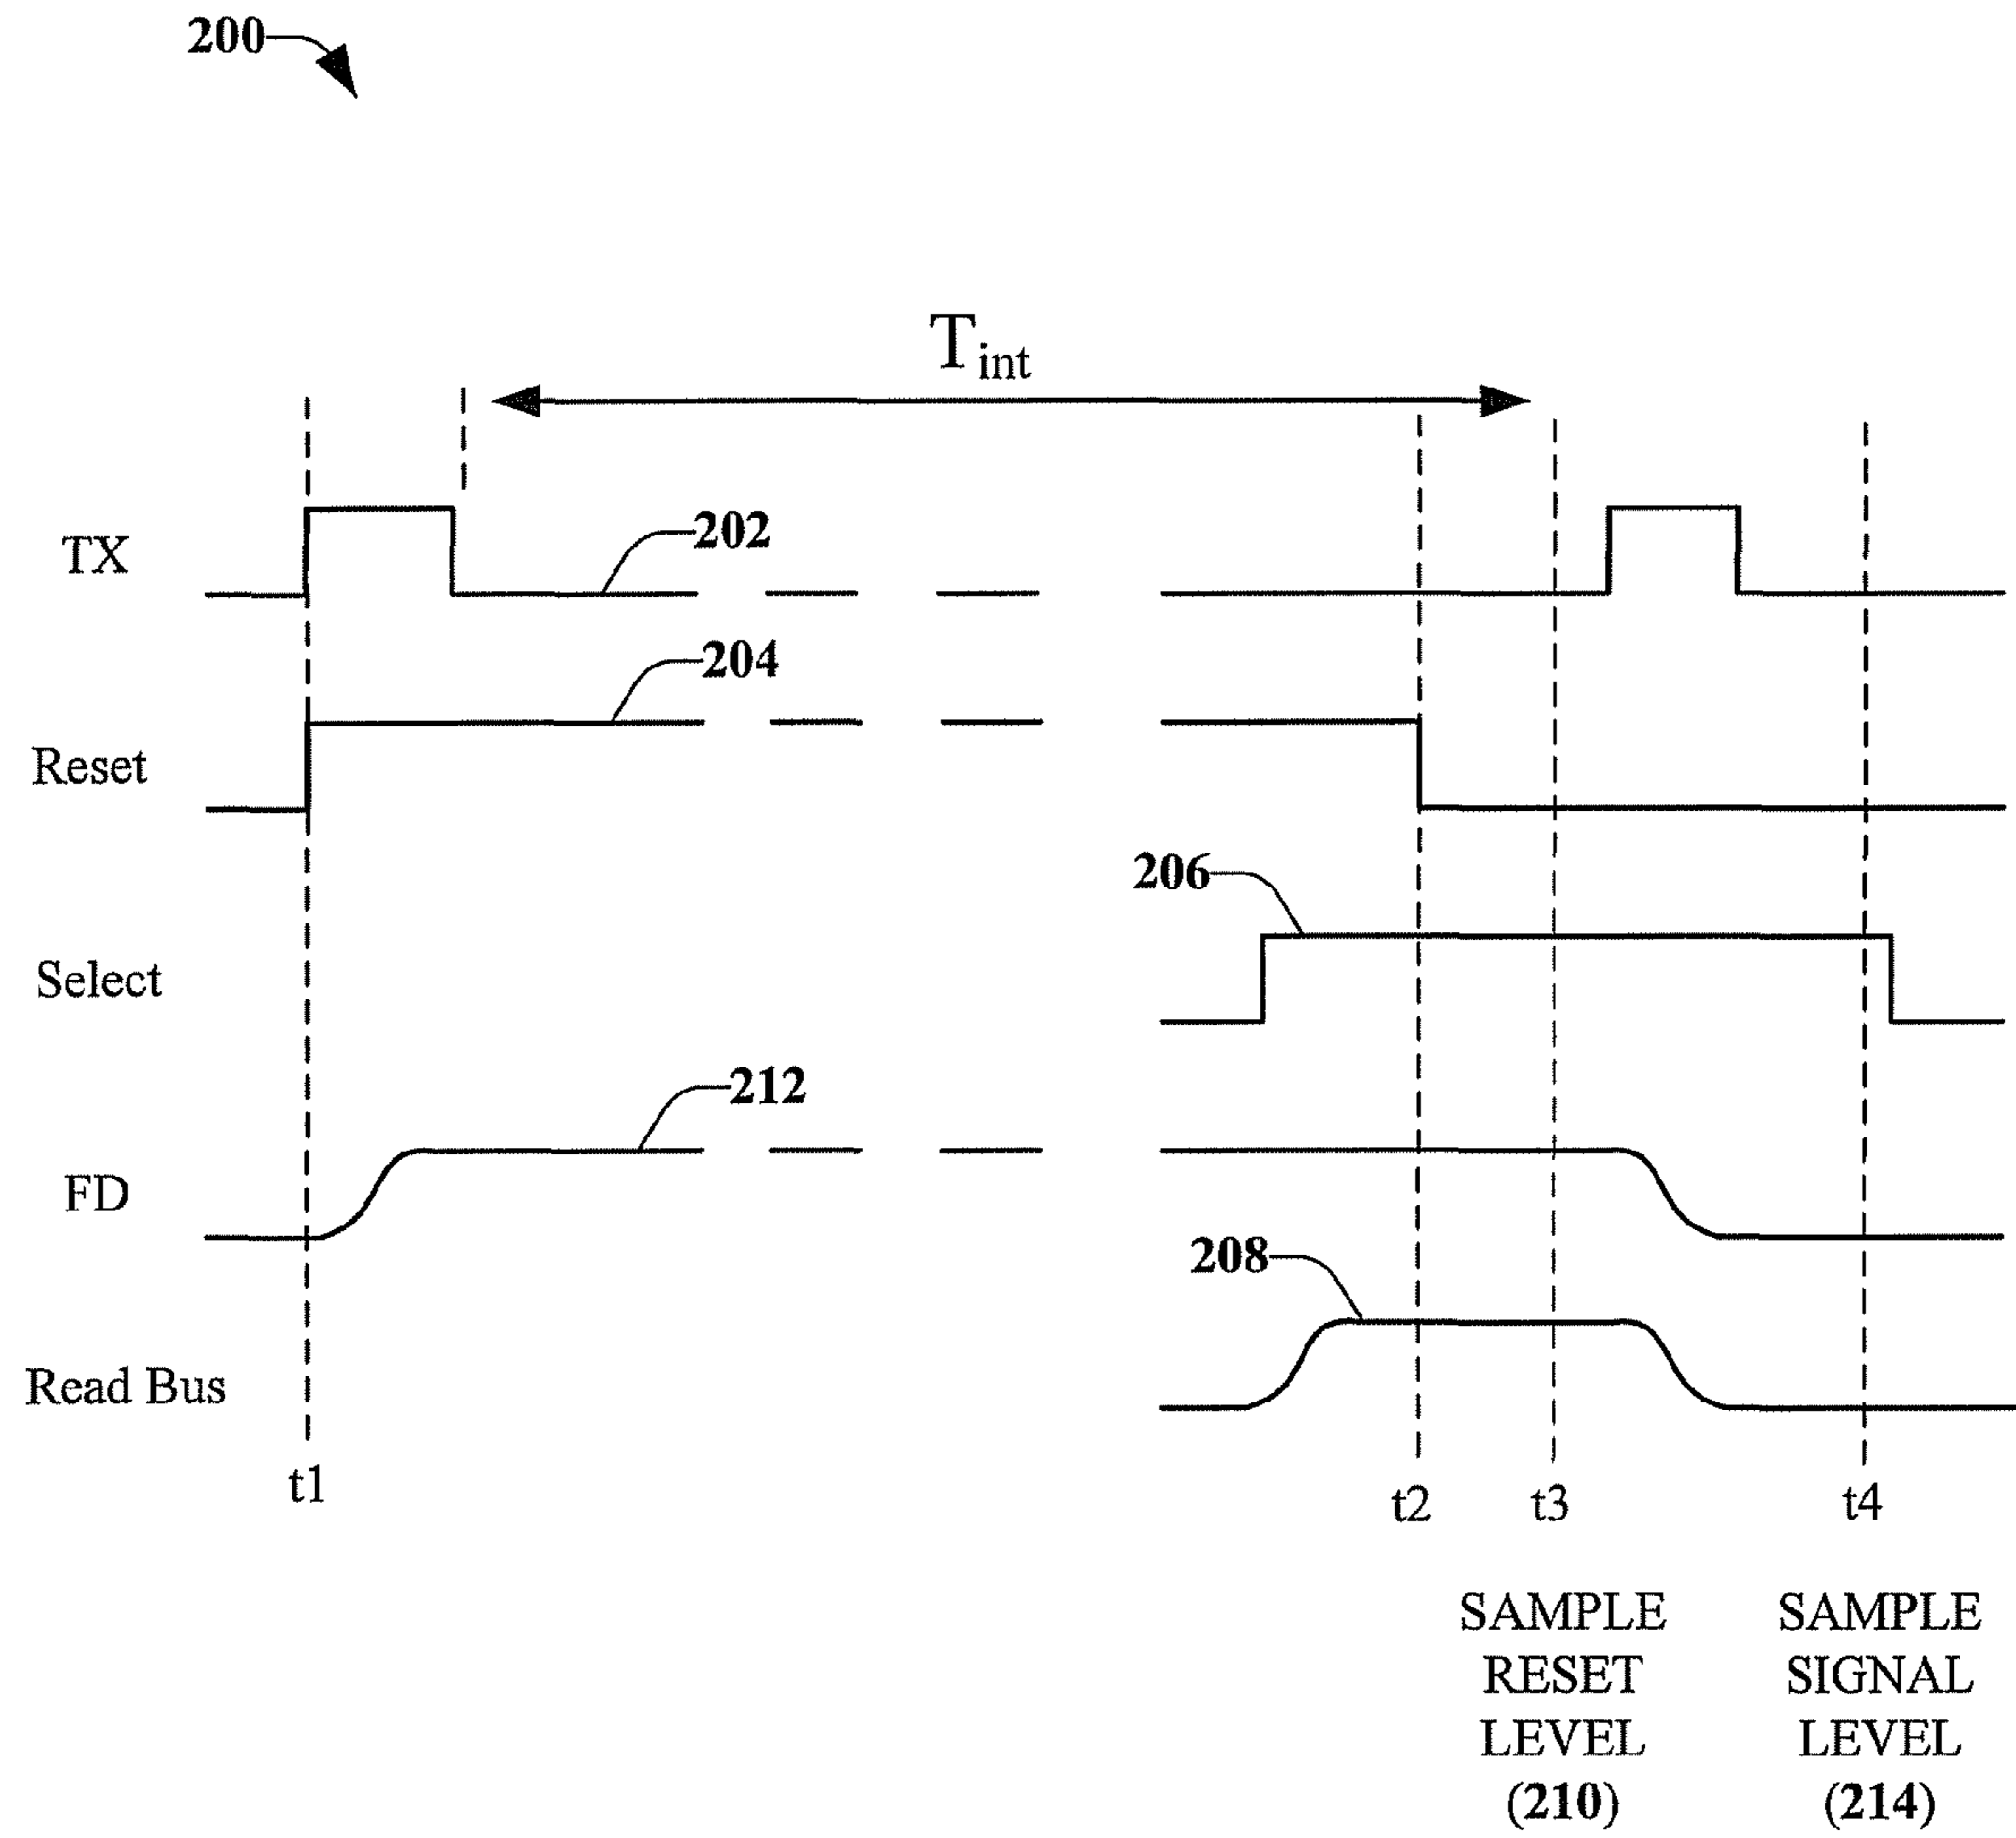 200
Tint
202
TX
204
Reset
206
Select
212
FD
208
Read Bus
t1
t2
t3
t4
SAMPLE
RESET
LEVEL
(210)
SAMPLE
SIGNAL
LEVEL
(214)